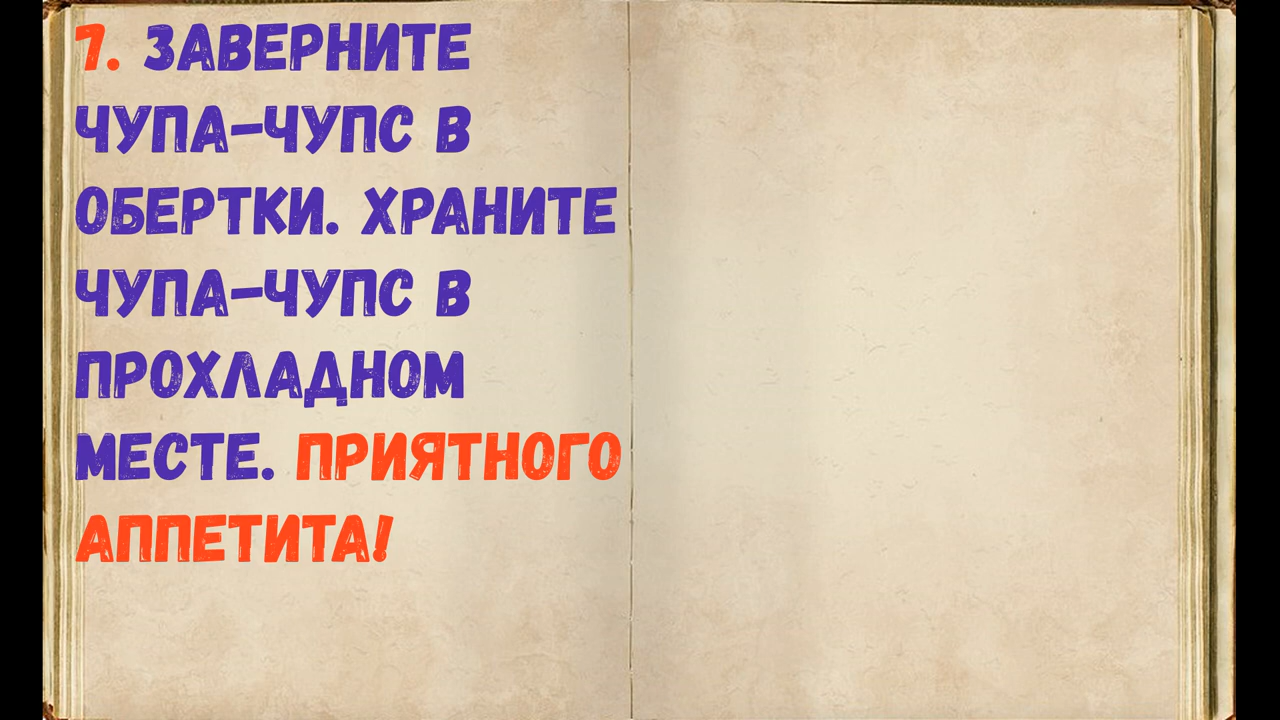 7. ЗАВЕРНИТЕ
ЧУПА-ЧУПС В
ОБЕРТКИ. ХРАНИТЕ
ЧУПА-ЧУПС В
ПРОХЛАДНОМ
МЕСТЕ. ПРИЯТНОГО
АППЕТИТА!